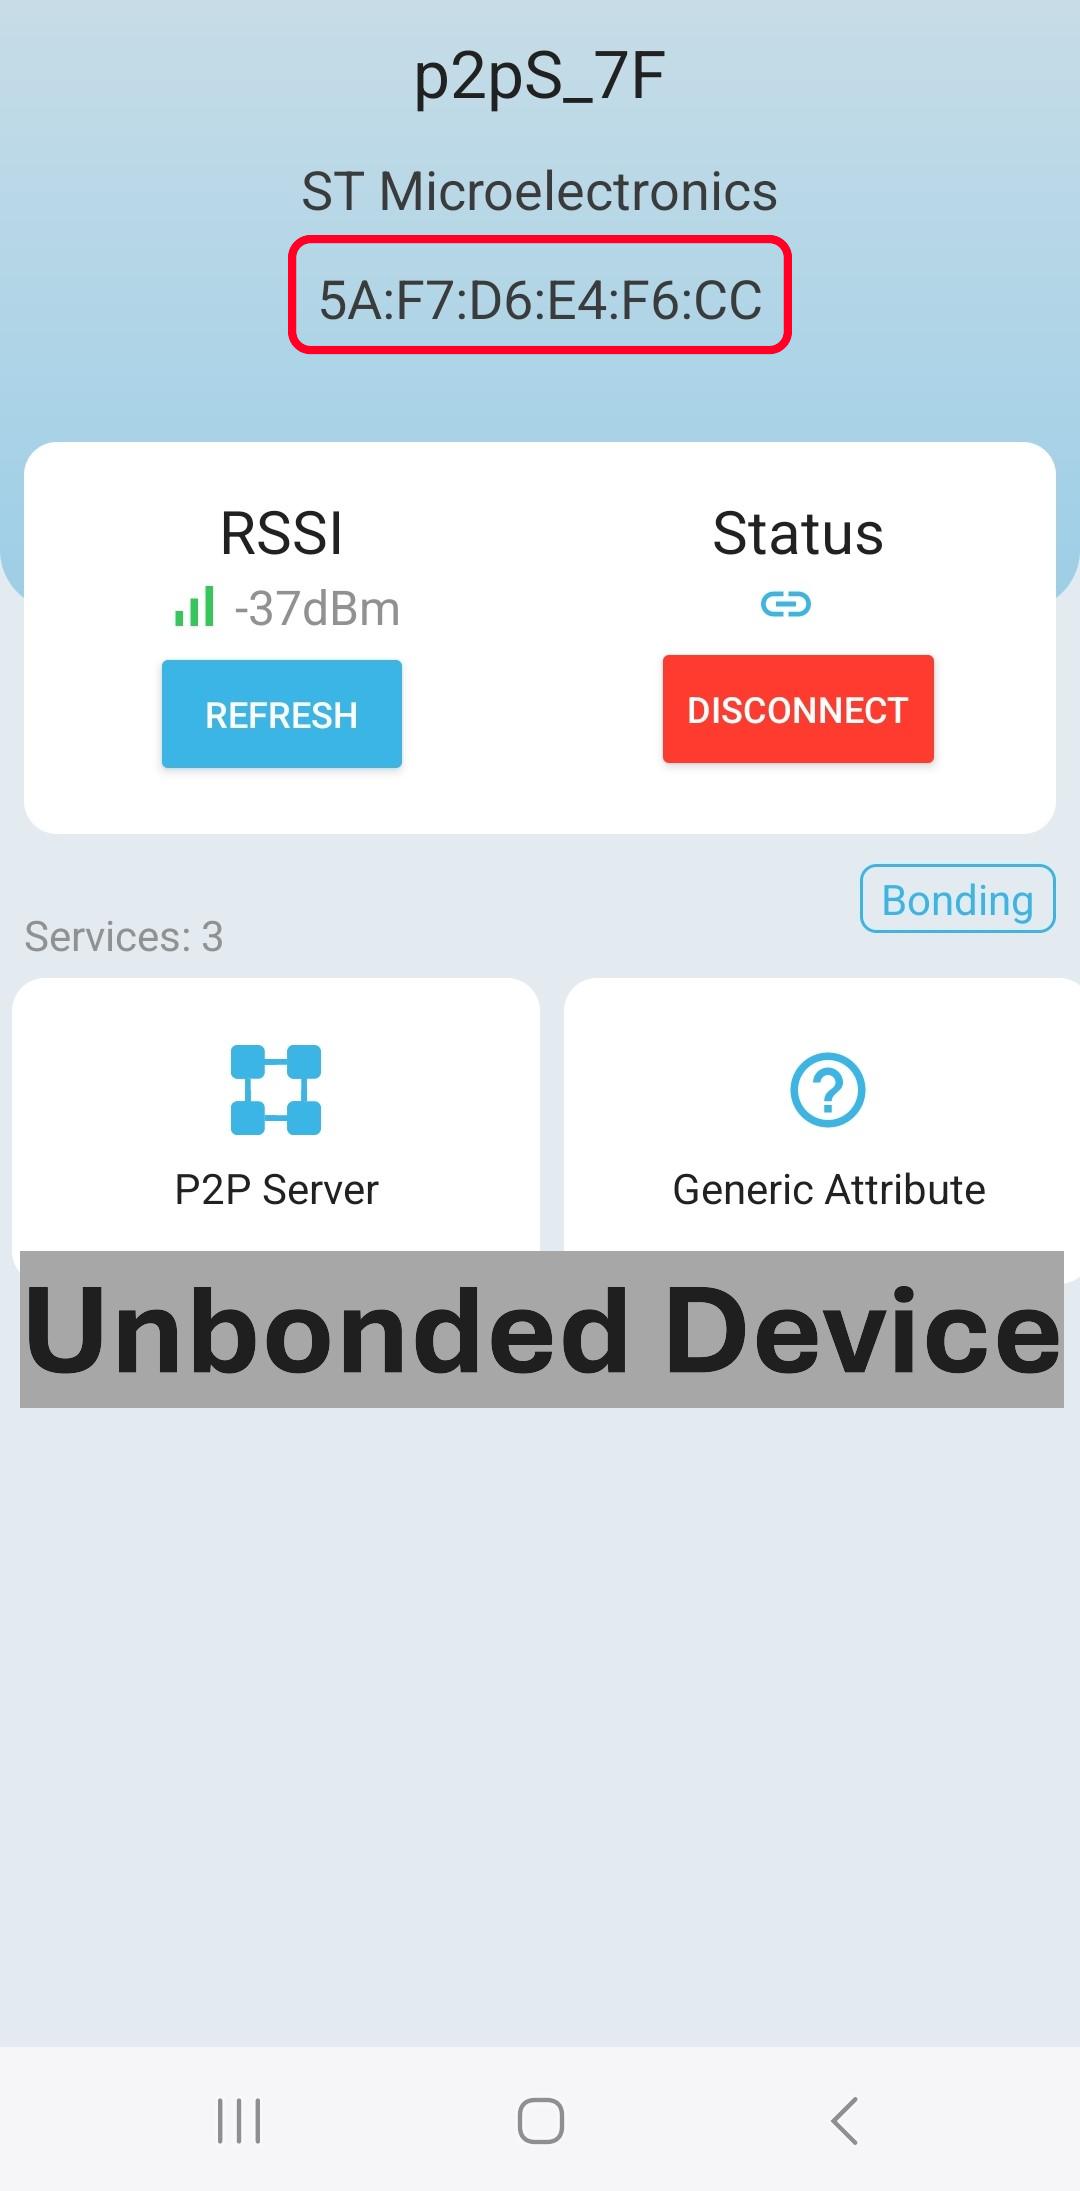 p2pS_7F
ST Microelectronics
5A:F7:D6:E4:F6:CC
RSSI
Status
-37dBm
REFRESH
DISCONNECT
Bonding
Services: 3
P2P Server
Generic Attribute
Unbonded Device